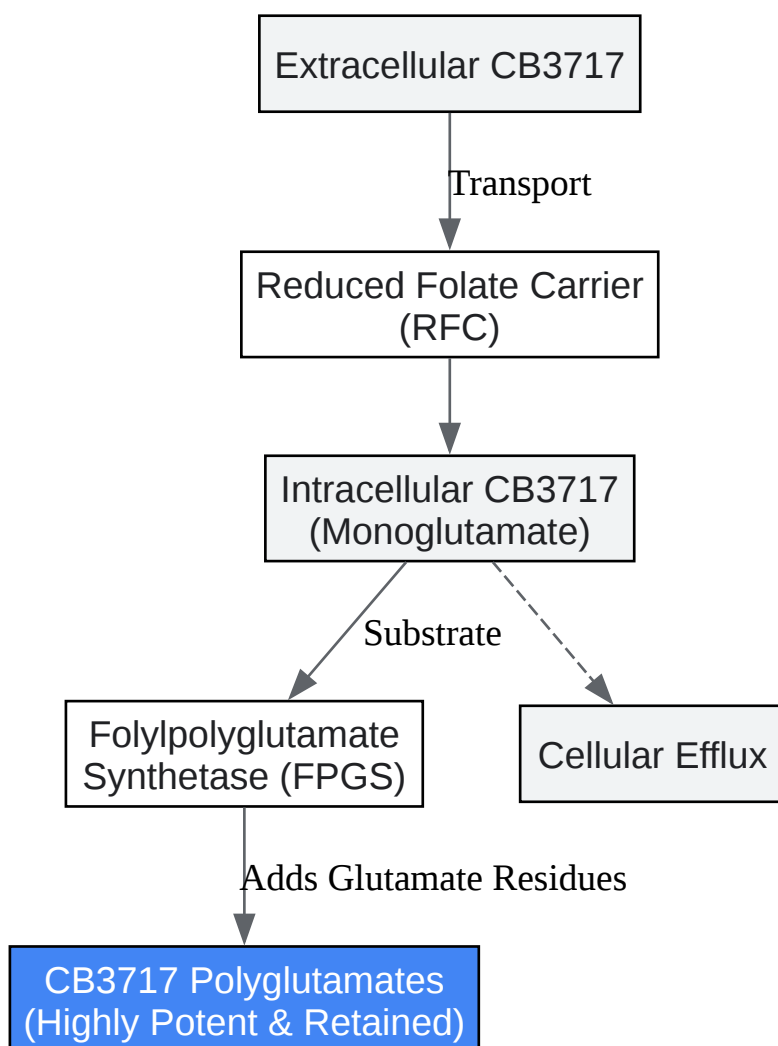 Extracellular CB3717
Transport
Reduced Folate Carrier
(RFC)
Intracellular CB3717
(Monoglutamate)
Substrate
Folylpolyglutamate
Synthetase (FPGS)
Cellular Efflux
Adds Glutamate Residues
CB3717 Polyglutamates
(Highly Potent & Retained)